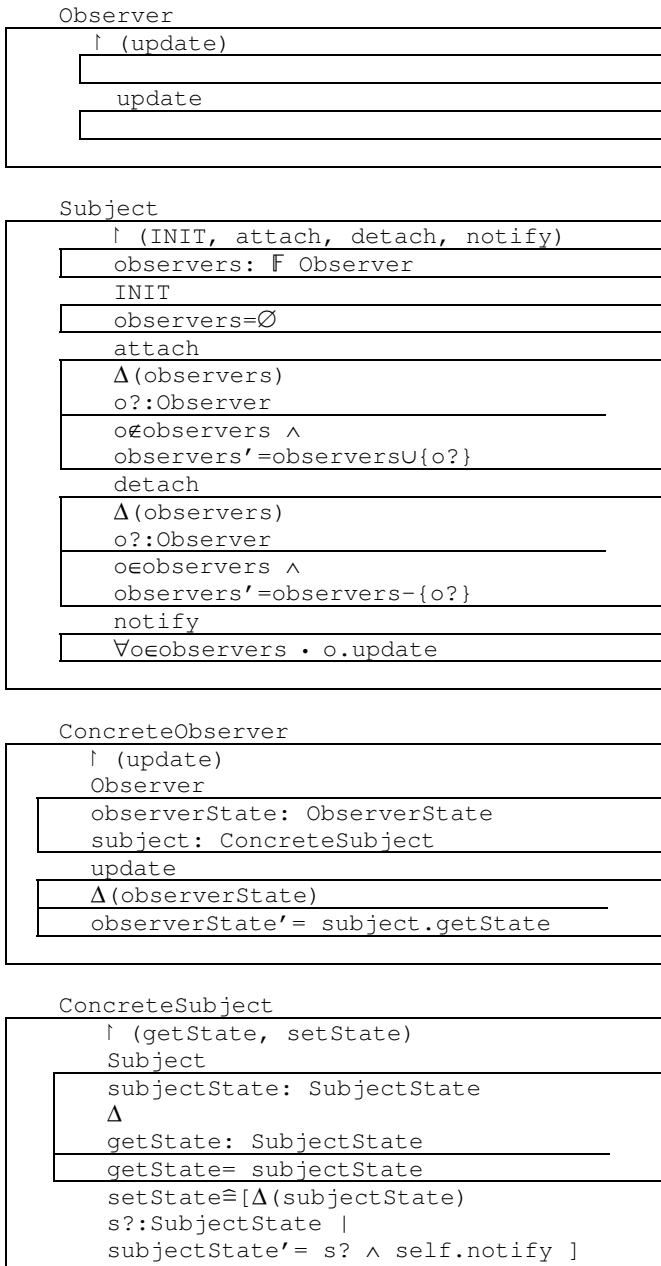 Observer
↾ (update)
update
Subject
↾ (INIT, attach, detach, notify)
observers: 𝔽 Observer
INIT
observers=∅
attach
Δ(observers)
o?:Observer
o∉observers ∧
observers′=observers∪{o?}
detach
Δ(observers)
o?:Observer
o∈observers ∧
observers′=observers-{o?}
notify
∀o∈observers • o.update
ConcreteObserver
↾ (update)
Observer
observerState: ObserverState
subject: ConcreteSubject
update
Δ(observerState)
observerState′= subject.getState
ConcreteSubject
↾ (getState, setState)
Subject
subjectState: SubjectState
Δ
getState: SubjectState
getState= subjectState
setState≙[Δ(subjectState)
s?:SubjectState |
subjectState′= s? ∧ self.notify ]